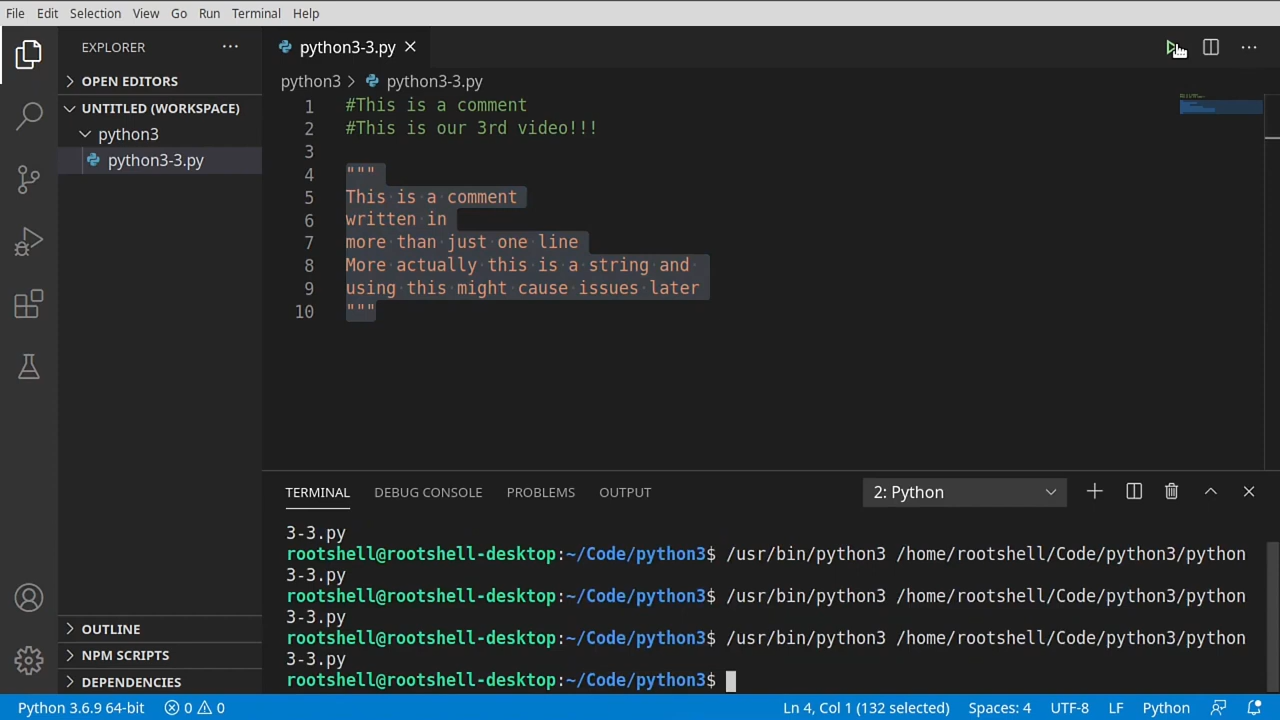 File Edit Selection View Go Run Terminal Help
EXPLORER
python3-3.py
OPEN EDITORS
python3 > python3-3.py
UNTITLED (WORKSPACE)
python3
python3-3.py
1 #This is a comment
2 #This is our 3rd video!!!
3
4 """
5 This is a comment
6 written in
7 more than just one line
8 More actually this is a string and
9 using this might cause issues later
10 """
TERMINAL DEBUG CONSOLE PROBLEMS OUTPUT 2: Python
3-3.py
rootshell@rootshell-desktop:~/Code/python3$ /usr/bin/python3 /home/rootshell/Code/python3/python
3-3.py
rootshell@rootshell-desktop:~/Code/python3$ /usr/bin/python3 /home/rootshell/Code/python3/python
3-3.py
rootshell@rootshell-desktop:~/Code/python3$ /usr/bin/python3 /home/rootshell/Code/python3/python
3-3.py
rootshell@rootshell-desktop:~/Code/python3$
OUTLINE
NPM SCRIPTS
DEPENDENCIES
Python 3.6.9 64-bit 0 0 Ln 4, Col 1 (132 selected) Spaces: 4 UTF-8 LF Python